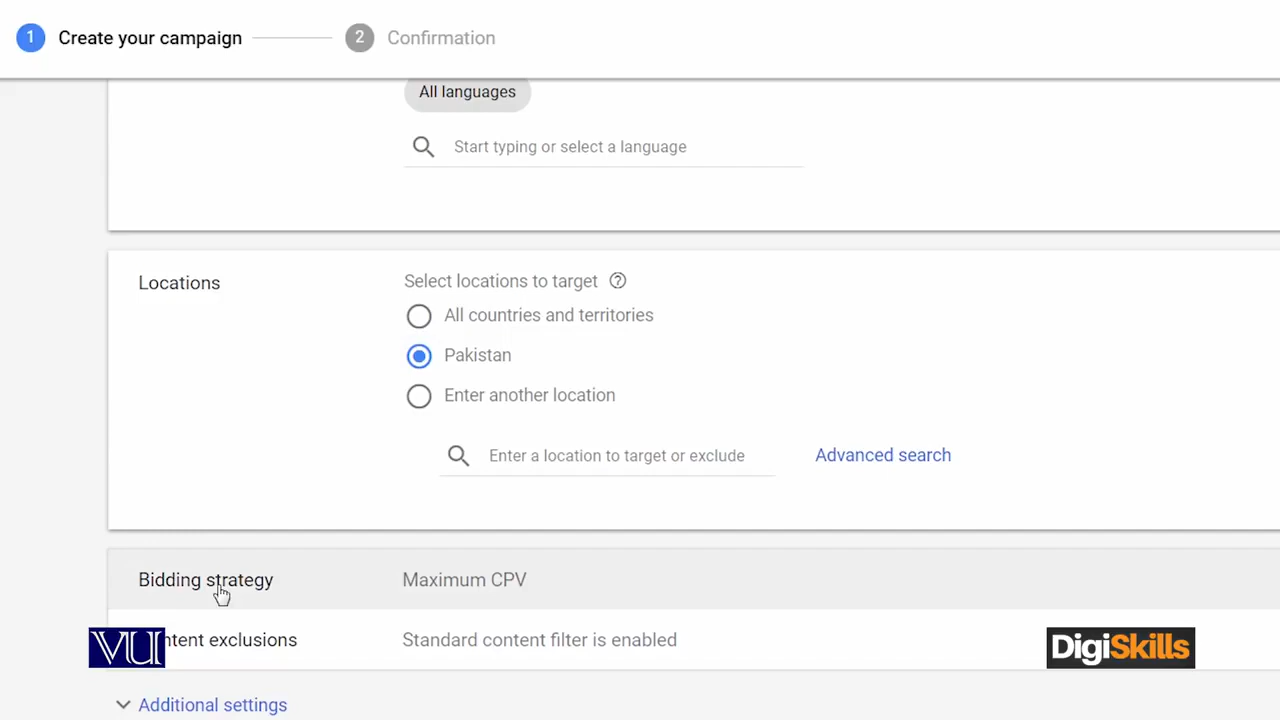 1 Create your campaign 2 Confirmation
All languages
Start typing or select a language
Locations Select locations to target ?
All countries and territories
Pakistan
Enter another location
Enter a location to target or exclude Advanced search
Bidding strategy Maximum CPV
ntent exclusions Standard content filter is enabled
VU DigiSkills
Additional settings